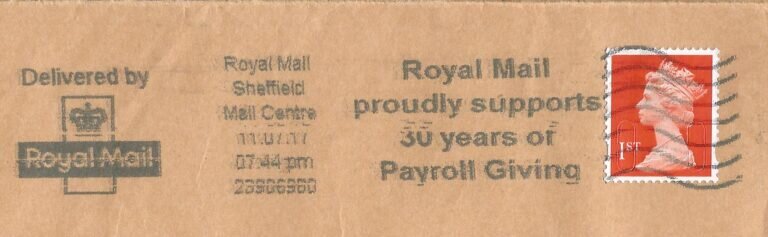 Delivered by
Royal Mail
Royal Mail
Sheffield
Mail Centre
11.07.17
07:44 pm
23906960
Royal Mail
proudly supports
30 years of
Payroll Giving
1ST